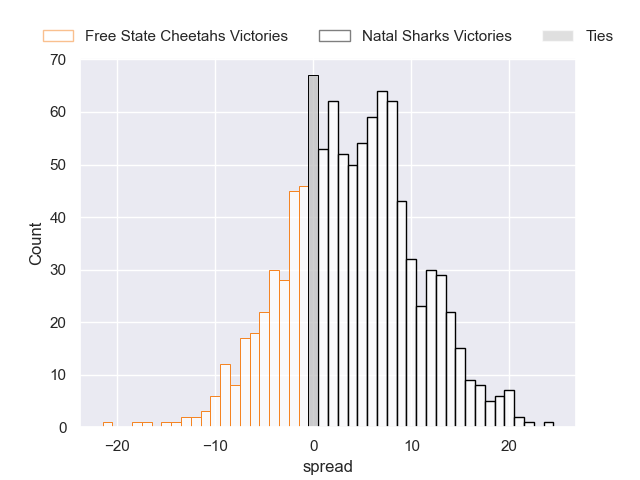 Free State Cheetahs Victories Natal Sharks Victories Ties
70
60
50
40
30
20
10
0
Count
−20 −10 0 10 20
spread